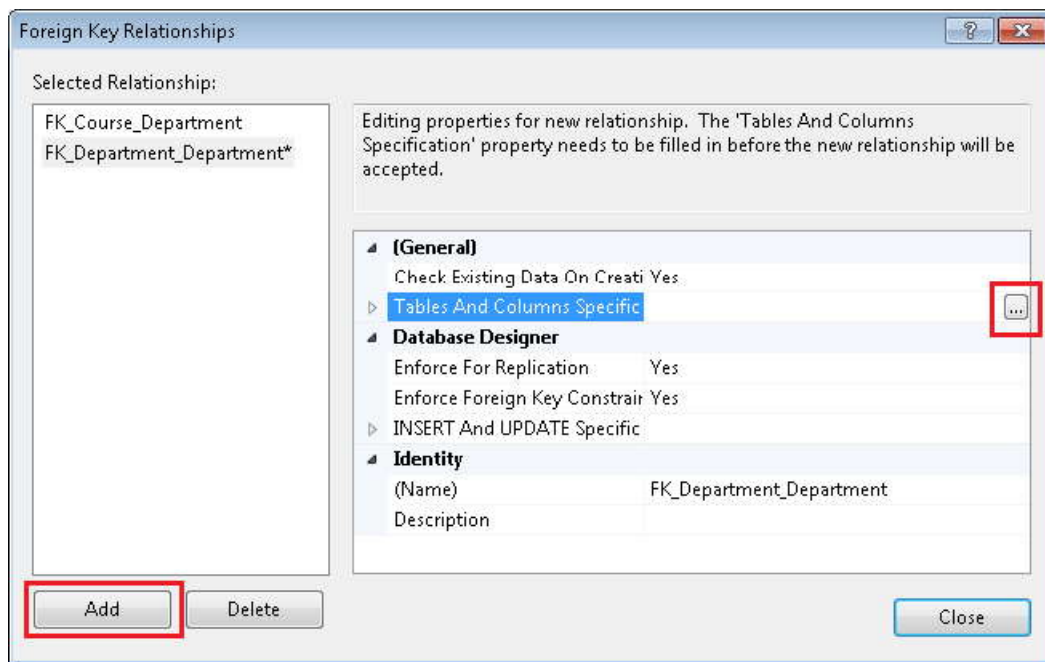 Foreign Key Relationships
?
Selected Relationship:
FK_Course_Department
FK_Department_Department*
Editing properties for new relationship. The 'Tables And Columns
Specification' property needs to be filled in before the new relationship will be
accepted.
(General)
Check Existing Data On Creati Yes
Tables And Columns Specific ...
Database Designer
Enforce For Replication Yes
Enforce Foreign Key Constrair Yes
INSERT And UPDATE Specific
Identity
(Name) FK_Department_Department
Description
Add Delete
Close